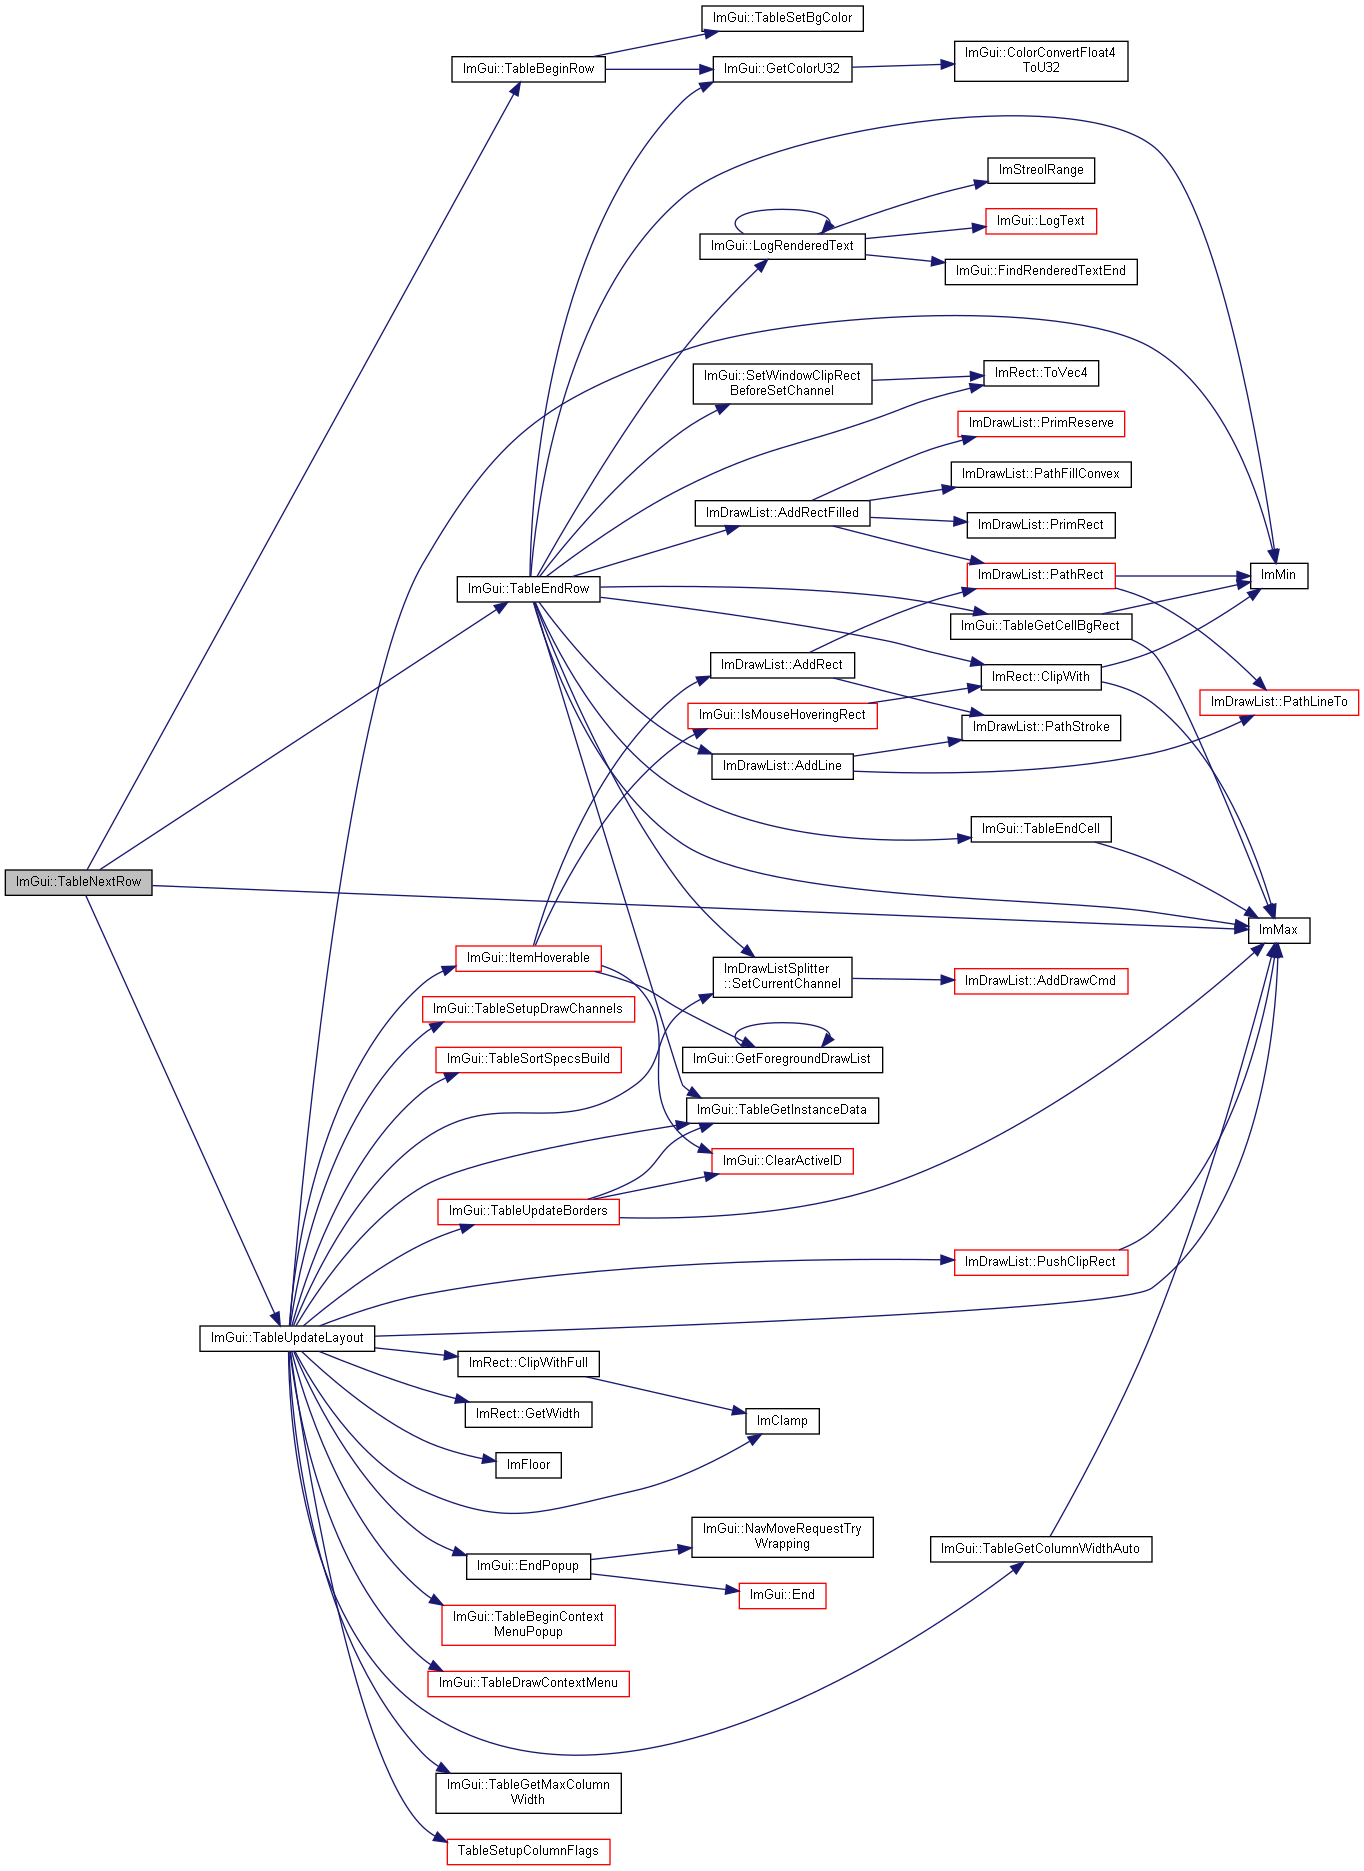 ImGui::TableSetBgColor
ImGui::TableBeginRow
ImGui::GetColorU32
ImGui::ColorConvertFloat4
ToU32
ImStrolRange
ImGui::LogText
ImGui::LogRenderedText
ImGui::FindRenderedTextEnd
ImGui::SetWindowClipRect
BeforeSetChannel
ImRect::ToVec4
ImDrawList::PrimReserve
ImDrawList::PathFillConvex
ImDrawList::AddRectFilled
ImDrawList::PrimRect
ImGui::TableEndRow
ImDrawList::PathRect
ImMin
ImGui::TableGetCellBgRect
ImDrawList::AddRect
ImRect::ClipWith
ImGui::IsMouseHoveringRect
ImDrawList::PathLineTo
ImDrawList::PathStroke
ImDrawList::AddLine
ImGui::TableEndCell
ImGui::TableNextRow
ImMax
ImGui::ItemHoverable
ImDrawListSplitter
::SetCurrentChannel
ImDrawList::AddDrawCmd
ImGui::TableSetupDrawChannels
ImGui::TableSortSpecsBuild
ImGui::GetForegroundDrawList
ImGui::TableGetInstanceData
ImGui::ClearActiveID
ImGui::TableUpdateBorders
ImDrawList::PushClipRect
ImGui::TableUpdateLayout
ImRect::ClipWithFull
ImRect::GetWidth
ImClamp
ImFloor
ImGui::NavMoveRequestTry
Wrapping
ImGui::TableGetColumnWidthAuto
ImGui::EndPopup
ImGui::End
ImGui::TableBeginContext
MenuPopup
ImGui::TableDrawContextMenu
ImGui::TableGetMaxColumn
Width
TableSetupColumnFlags